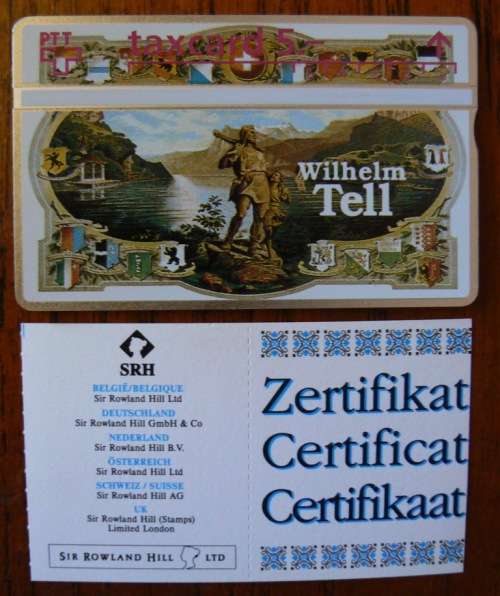 PTT
taxcard 5.-
Wilhelm
Tell
SRH
BELGIË/BELGIQUE
Sir Rowland Hill Ltd
DEUTSCHLAND
Sir Rowland Hill GmbH & Co
NEDERLAND
Sir Rowland Hill B.V.
ÖSTERREICH
Sir Rowland Hill Ltd
SCHWEIZ / SUISSE
Sir Rowland Hill AG
UK
Sir Rowland Hill (Stamps)
Limited London
SIR ROWLAND HILL LTD
Zertifikat
Certificat
Certifikaat